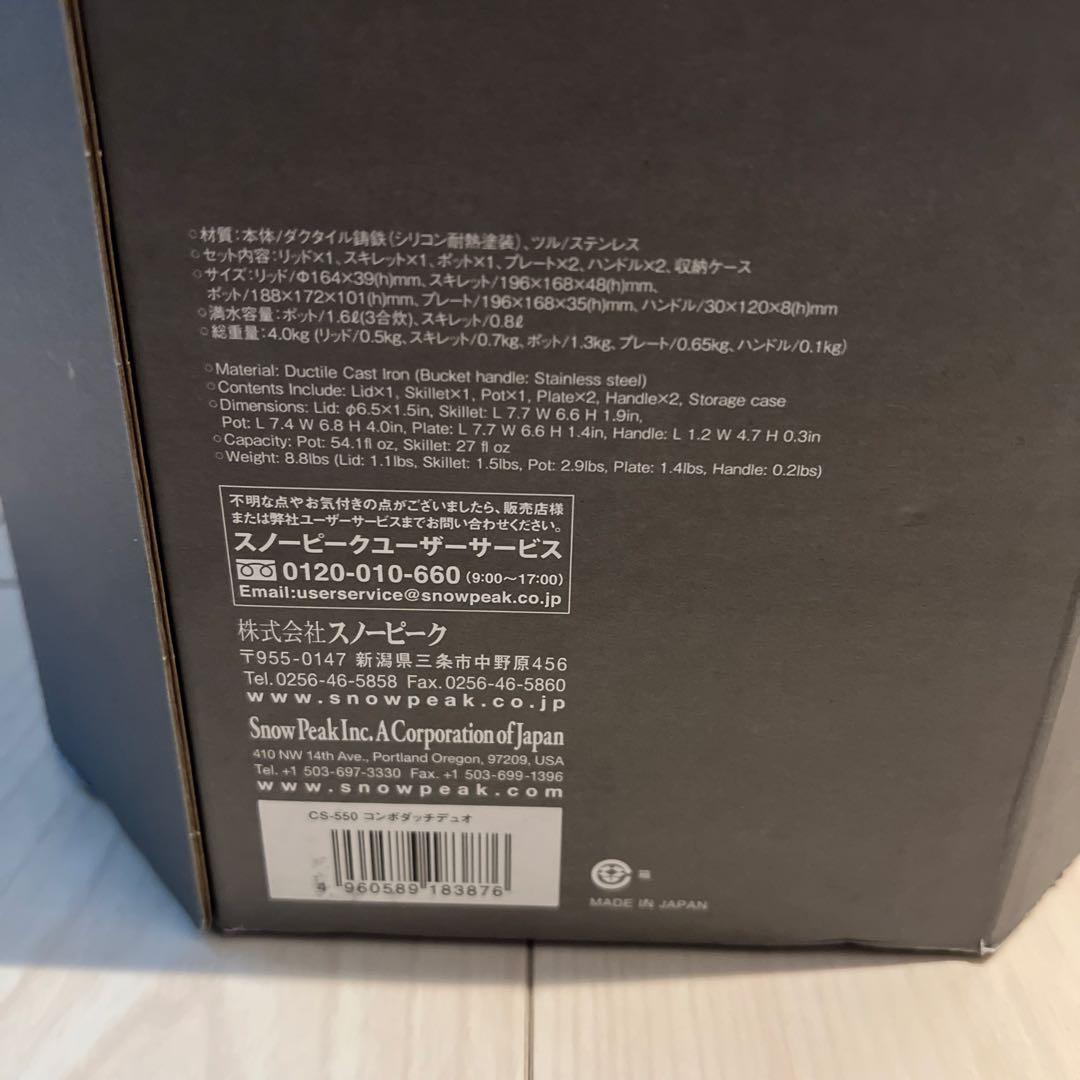 ○材質：本体/ダクタイル鋳鉄（シリコン耐熱塗装）、ツル/ステンレス
○セット内容：リッド×1、スキレット×1、ポット×1、プレート×2、ハンドル×2、収納ケース
○サイズ：リッド/Φ164×39(h)mm、スキレット/196×168×48(h)mm、
ポット/188×172×101(h)mm、プレート/196×168×35(h)mm、ハンドル/30×120×8(h)mm
○満水容量：ポット/1.6ℓ(3合炊)、スキレット/0.8ℓ
○総重量：4.0kg (リッド/0.5kg、スキレット/0.7kg、ポット/1.3kg、プレート/0.65kg、ハンドル/0.1kg)
○Material: Ductile Cast Iron (Bucket handle: Stainless steel)
○Contents Include: Lid×1, Skillet×1, Pot×1, Plate×2, Handle×2, Storage case
○Dimensions: Lid: φ6.5×1.5in, Skillet: L 7.7 W 6.6 H 1.9in,
Pot: L 7.4 W 6.8 H 4.0in, Plate: L 7.7 W 6.6 H 1.4in, Handle: L 1.2 W 4.7 H 0.3in
○Capacity: Pot: 54.1fl oz, Skillet: 27 fl oz
○Weight: 8.8lbs (Lid: 1.1lbs, Skillet: 1.5lbs, Pot: 2.9lbs, Plate: 1.4lbs, Handle: 0.2lbs)
不明な点やお気付きの点がございましたら、販売店様
または弊社ユーザーサービスまでお問い合わせください。
スノーピークユーザーサービス
0120-010-660 (9:00～17:00)
Email:userservice@snowpeak.co.jp
株式会社スノーピーク
〒955-0147 新潟県三条市中野原456
Tel.0256-46-5858 Fax.0256-46-5860
www.snowpeak.co.jp
Snow Peak Inc. A Corporation of Japan
410 NW 14th Ave., Portland Oregon, 97209, USA
Tel. +1 503-697-3330 Fax. +1 503-699-1396
www.snowpeak.com
CS-550 コンボダッチデュオ
4 960589 183876
MADE IN JAPAN